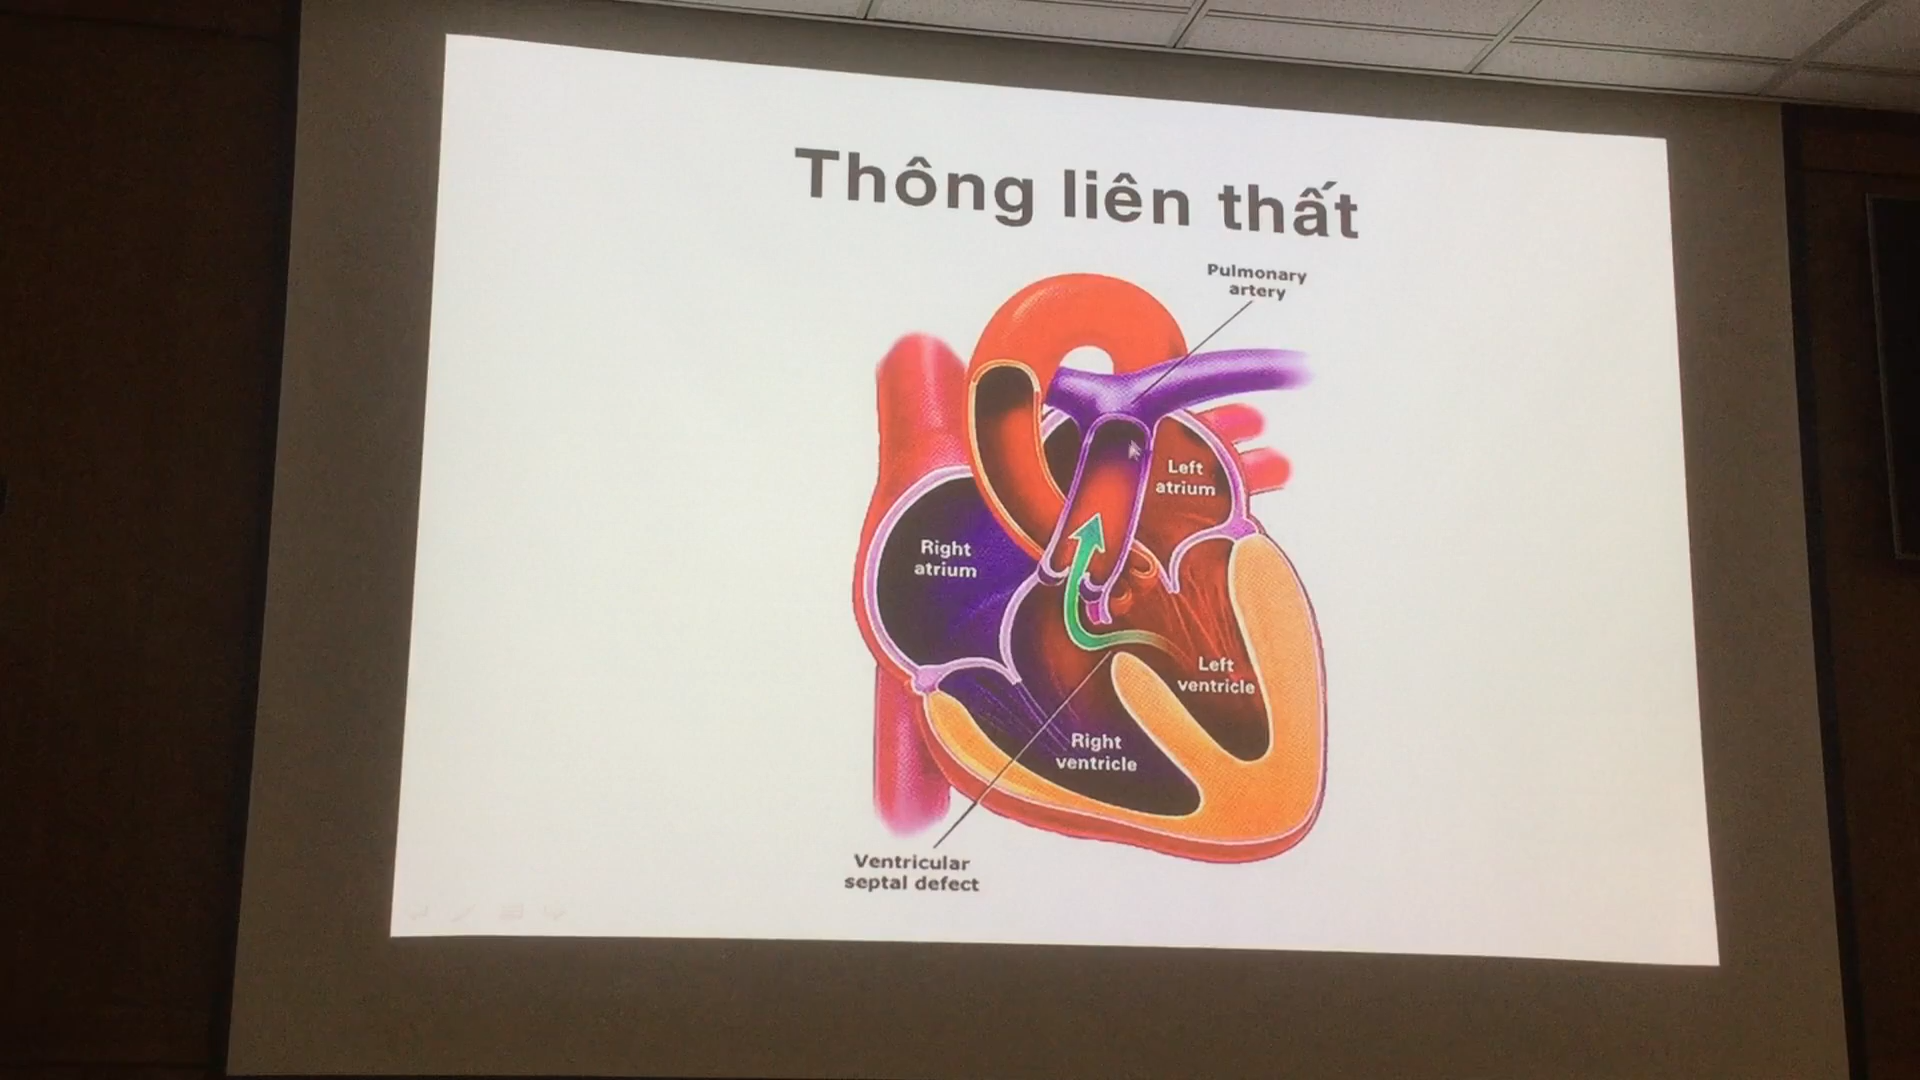 Thông liên thất
Pulmonary
artery
Left
atrium
Right
atrium
Left
ventricle
Right
ventricle
Ventricular
septal defect